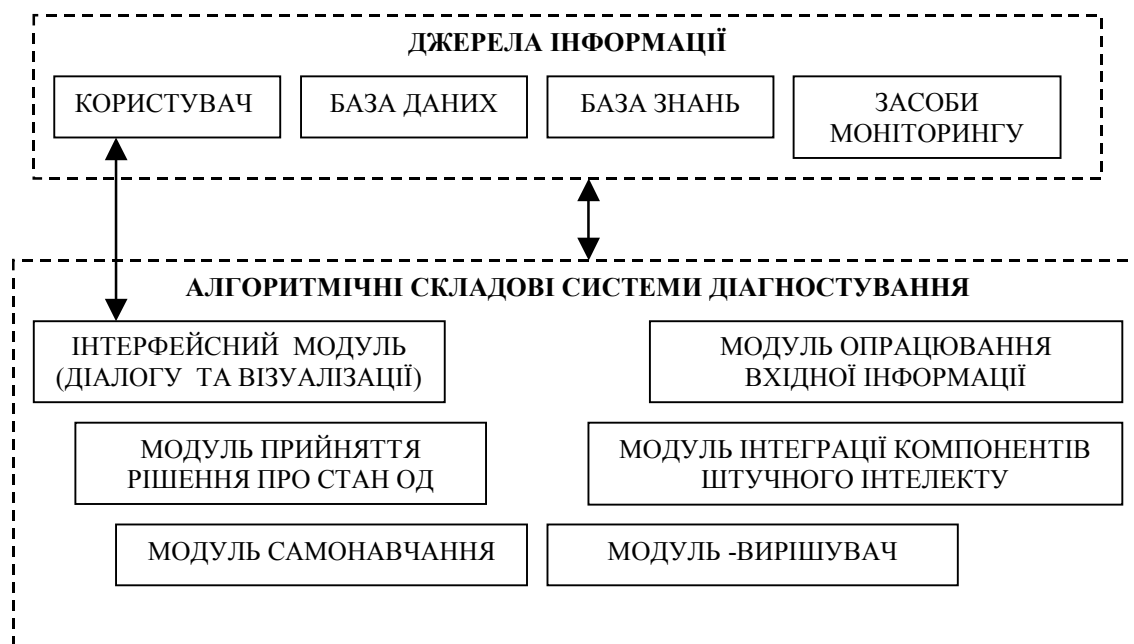 ДЖЕРЕЛА ІНФОРМАЦІЇ
КОРИСТУВАЧ
БАЗА ДАНИХ
БАЗА ЗНАНЬ
ЗАСОБИ
МОНІТОРИНГУ
АЛГОРИТМІЧНІ СКЛАДОВІ СИСТЕМИ ДІАГНОСТУВАННЯ
ІНТЕРФЕЙСНИЙ МОДУЛЬ
(ДІАЛОГУ ТА ВІЗУАЛІЗАЦІЇ)
МОДУЛЬ ОПРАЦЮВАННЯ
ВХІДНОЇ ІНФОРМАЦІЇ
МОДУЛЬ ПРИЙНЯТТЯ
РІШЕННЯ ПРО СТАН ОД
МОДУЛЬ ІНТЕГРАЦІЇ КОМПОНЕНТІВ
ШТУЧНОГО ІНТЕЛЕКТУ
МОДУЛЬ САМОНАВЧАННЯ
МОДУЛЬ -ВИРІШУВАЧ